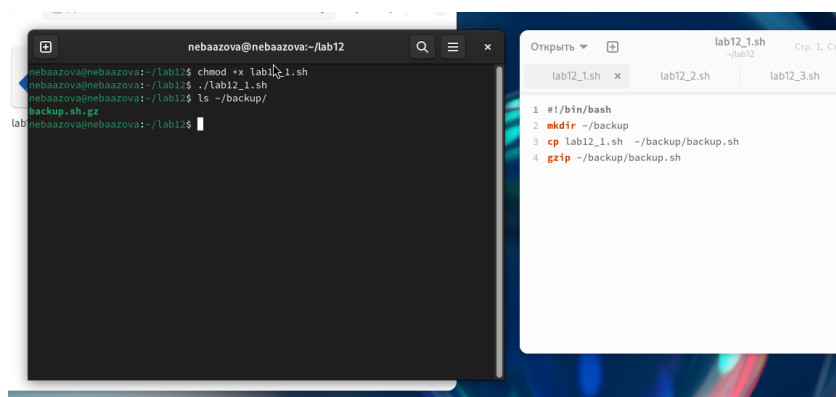 nebaazova@nebaazova:~/lab12
nebaazova@nebaazova:~/lab12$ chmod +x lab12_1.sh
nebaazova@nebaazova:~/lab12$ ./lab12_1.sh
nebaazova@nebaazova:~/lab12$ ls ~/backup/
backup.sh.gz
nebaazova@nebaazova:~/lab12$
lab
Открыть
lab12_1.sh
~/lab12
Стр. 1,
lab12_1.sh × lab12_2.sh lab12_3.sh
1 #!/bin/bash
2 mkdir ~/backup
3 cp lab12_1.sh ~/backup/backup.sh
4 gzip ~/backup/backup.sh